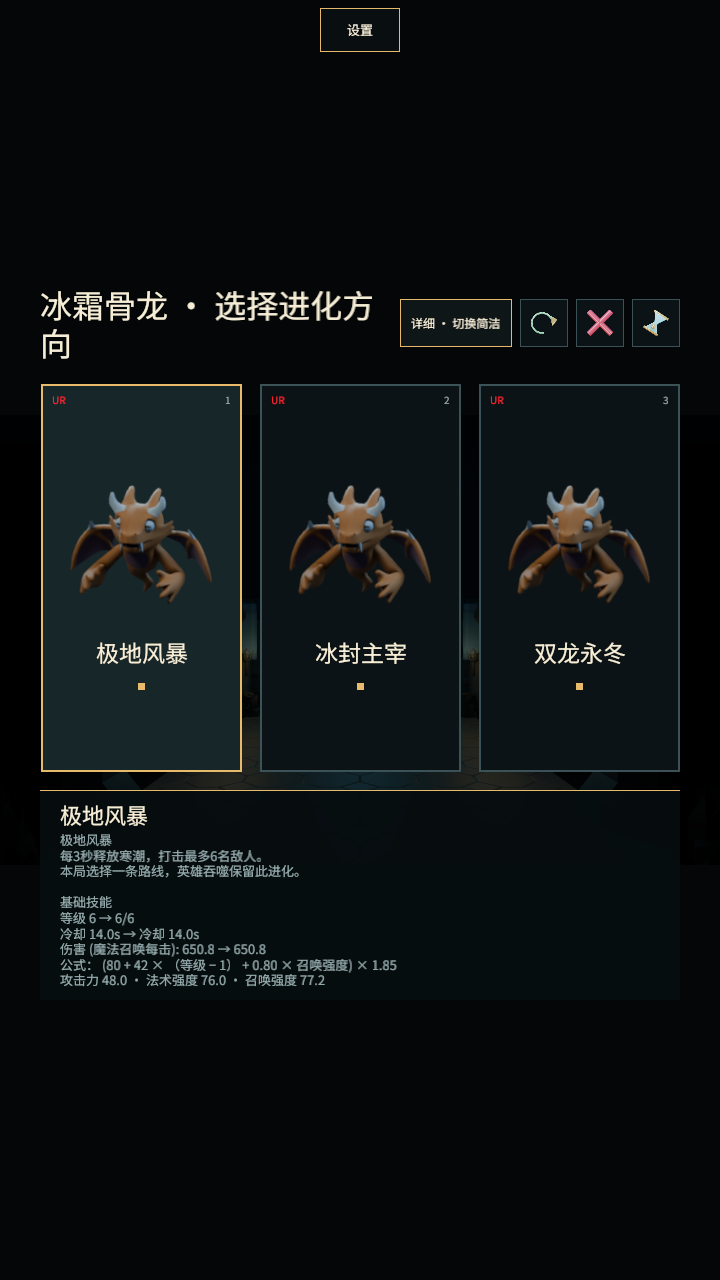 设置
冰霜骨龙 · 选择进化方
向
详细 · 切换简洁
UR 1
UR 2
UR 3
极地风暴
冰封主宰
双龙永冬
极地风暴
极地风暴
每3秒释放寒潮，打击最多6名敌人。
本局选择一条路线，英雄吞噬保留此进化。
基础技能
等级 6 → 6/6
冷却 14.0s → 冷却 14.0s
伤害 (魔法召唤每击): 650.8 → 650.8
公式： (80 + 42 × （等级 − 1） + 0.80 × 召唤强度) × 1.85
攻击力 48.0 · 法术强度 76.0 · 召唤强度 77.2